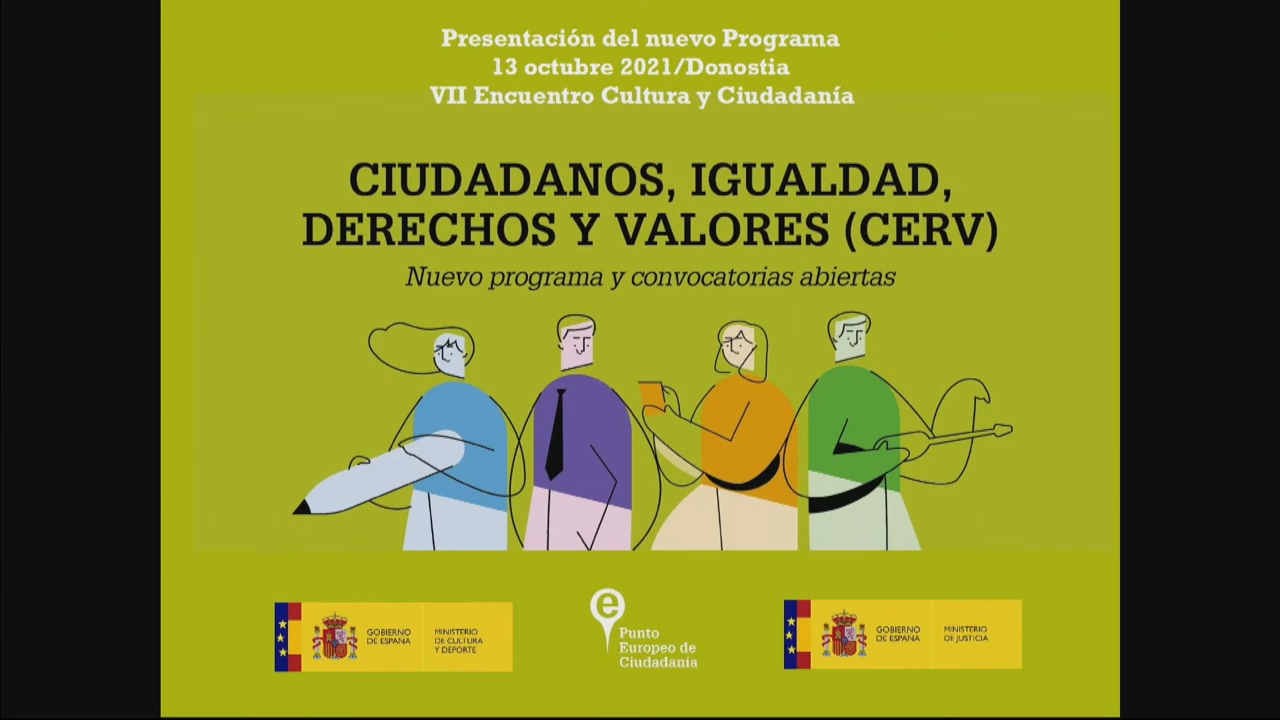 Presentación del nuevo Programa
13 octubre 2021/Donostia
VII Encuentro Cultura y Ciudadanía
CIUDADANOS, IGUALDAD,
DERECHOS Y VALORES (CERV)
Nuevo programa y convocatorias abiertas
GOBIERNO
DE ESPAÑA
MINISTERIO
DE CULTURA
Y DEPORTE
e
Punto
Europeo de
Ciudadanía
GOBIERNO
DE ESPAÑA
MINISTERIO
DE JUSTICIA